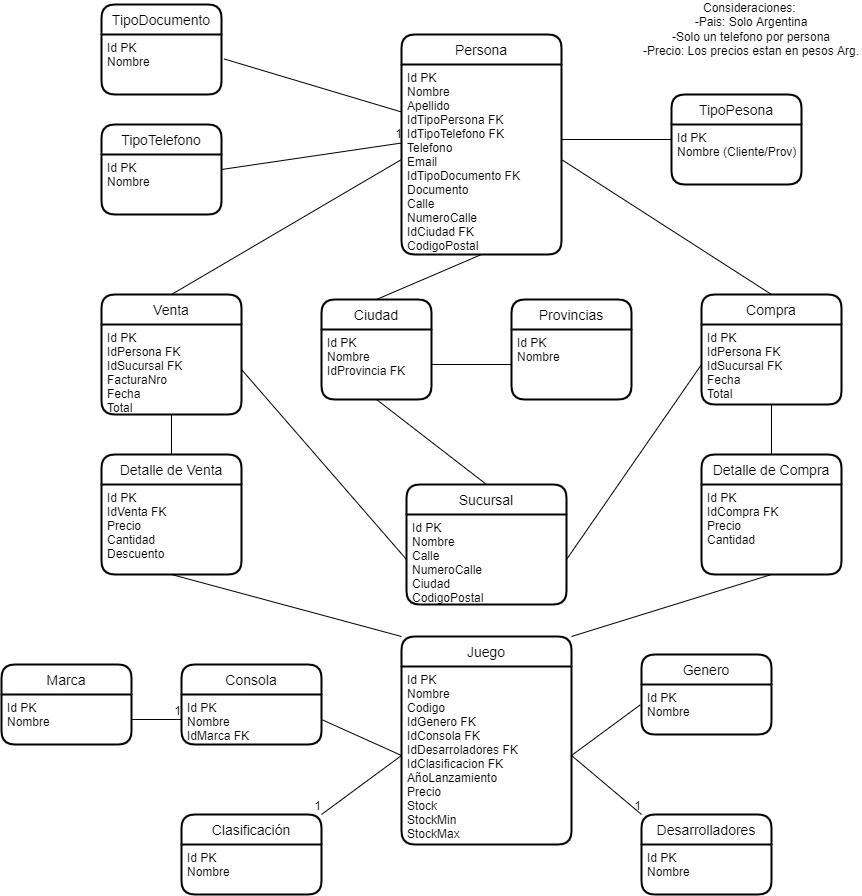 Consideraciones:
-Pais: Solo Argentina
-Solo un telefono por persona
-Precio: Los precios estan en pesos Arg.
TipoDocumento
Id PK
Nombre
Persona
Id PK
Nombre
Apellido
IdTipoPersona FK
IdTipoTelefono FK
Telefono
Email
IdTipoDocumento FK
Documento
Calle
NumeroCalle
IdCiudad FK
CodigoPostal
TipoPesona
Id PK
Nombre (Cliente/Prov)
TipoTelefono
Id PK
Nombre
1
Venta
Id PK
IdPersona FK
IdSucursal FK
FacturaNro
Fecha
Total
Ciudad
Id PK
Nombre
IdProvincia FK
Provincias
Id PK
Nombre
Compra
Id PK
IdPersona FK
IdSucursal FK
Fecha
Total
Detalle de Venta
Id PK
IdVenta FK
Precio
Cantidad
Descuento
Sucursal
Id PK
Nombre
Calle
NumeroCalle
Ciudad
CodigoPostal
Detalle de Compra
Id PK
IdCompra FK
Precio
Cantidad
Marca
Id PK
Nombre
1
Consola
Id PK
Nombre
IdMarca FK
Juego
Id PK
Nombre
Codigo
IdGenero FK
IdConsola FK
IdDesarroladores FK
IdClasificacion FK
AñoLanzamiento
Precio
Stock
StockMin
StockMax
Genero
Id PK
Nombre
1
Clasificación
Id PK
Nombre
1
Desarrolladores
Id PK
Nombre